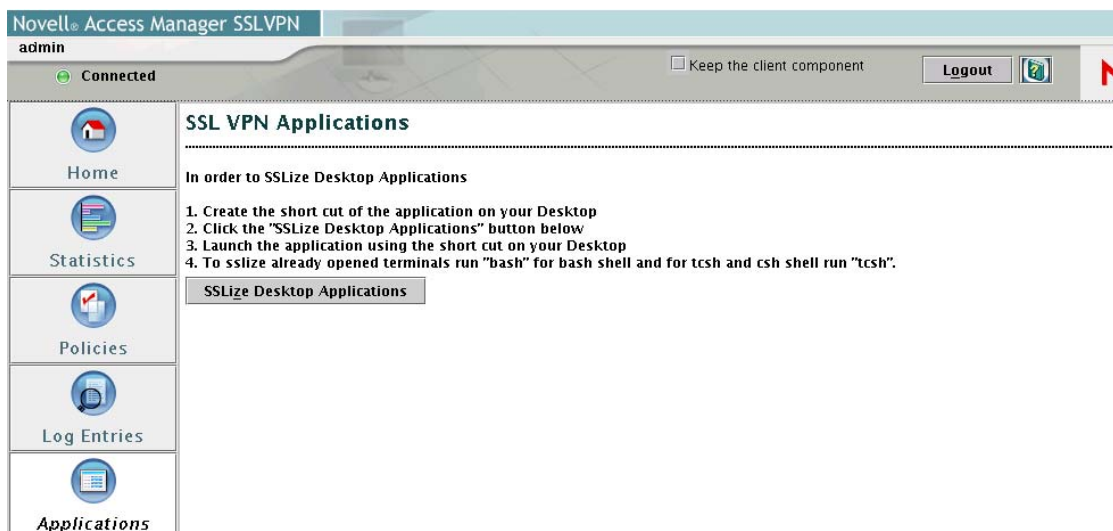 Novell® Access Manager SSLVPN
admin
Connected
Keep the client component
Logout
N
Home
Statistics
Policies
Log Entries
Applications
SSL VPN Applications
In order to SSLize Desktop Applications
1. Create the short cut of the application on your Desktop
2. Click the "SSLize Desktop Applications" button below
3. Launch the application using the short cut on your Desktop
4. To sslize already opened terminals run "bash" for bash shell and for tcsh and csh shell run "tcsh".
SSLize Desktop Applications